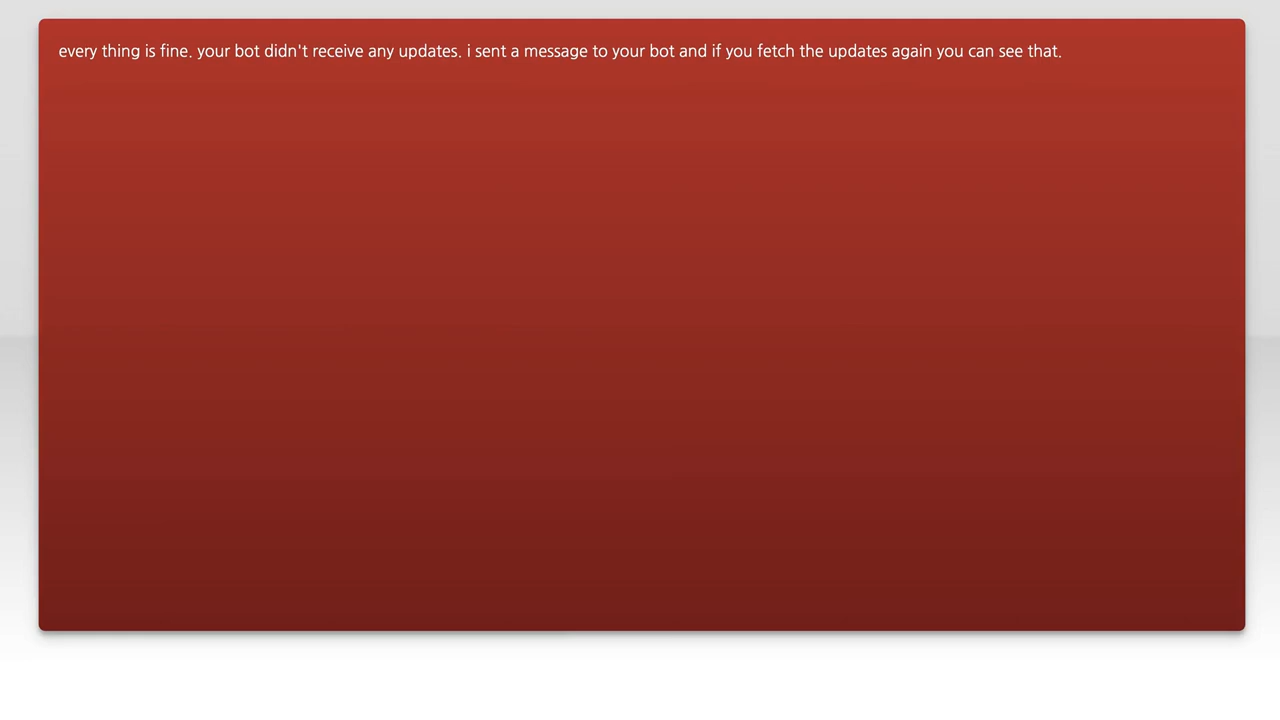 every thing is fine. your bot didn't receive any updates. i sent a message to your bot and if you fetch the updates again you can see that.